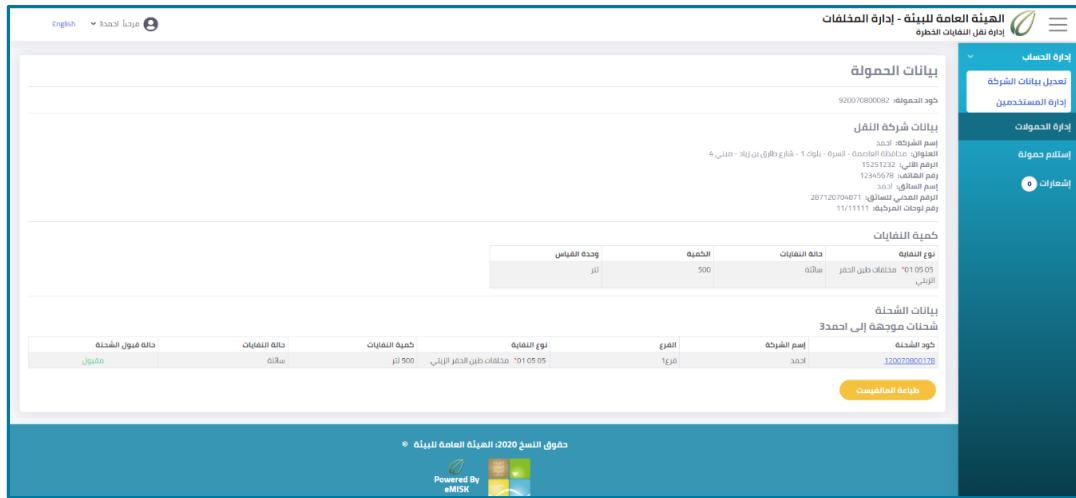 الهيئة العامة للبيئة - إدارة المخلفات
إدارة نقل النفايات الخطرة
مرحباً احمد3
English
إدارة الحساب
تعديل بيانات الشركة
إدارة المستخدمين
إدارة الحمولات
إستلام حمولة
إشعارات 0
بيانات الحمولة
كود الحمولة: 920070800082
بيانات شركة النقل
إسم الشركة: احمد
العنوان: محافظة العاصمة - السرة - بلوك 1 - شارع طارق بن زياد - مبني 4
الرقم الآلي: 15251232
رقم الهاتف: 12345678
إسم السائق: احمد
الرقم المدني للسائق: 287120704871
رقم لوحات المركبة: 11/11111
كمية النفايات
نوع النفاية حالة النفايات الكمية وحدة القياس
01 05 05* مخلفات طين الحفر الزيتي سائلة 500 لتر
بيانات الشحنة
شحنات موجهة إلى احمد3
كود الشحنة إسم الشركة الفرع نوع النفاية كمية النفايات حالة النفايات حالة قبول الشحنة
120070800178 احمد فرع1 01 05 05* مخلفات طين الحفر الزيتي 500 لتر سائلة مقبول
طباعة المانفيست
حقوق النسخ 2020: الهيئة العامة للبيئة ©
Powered By
eMISK